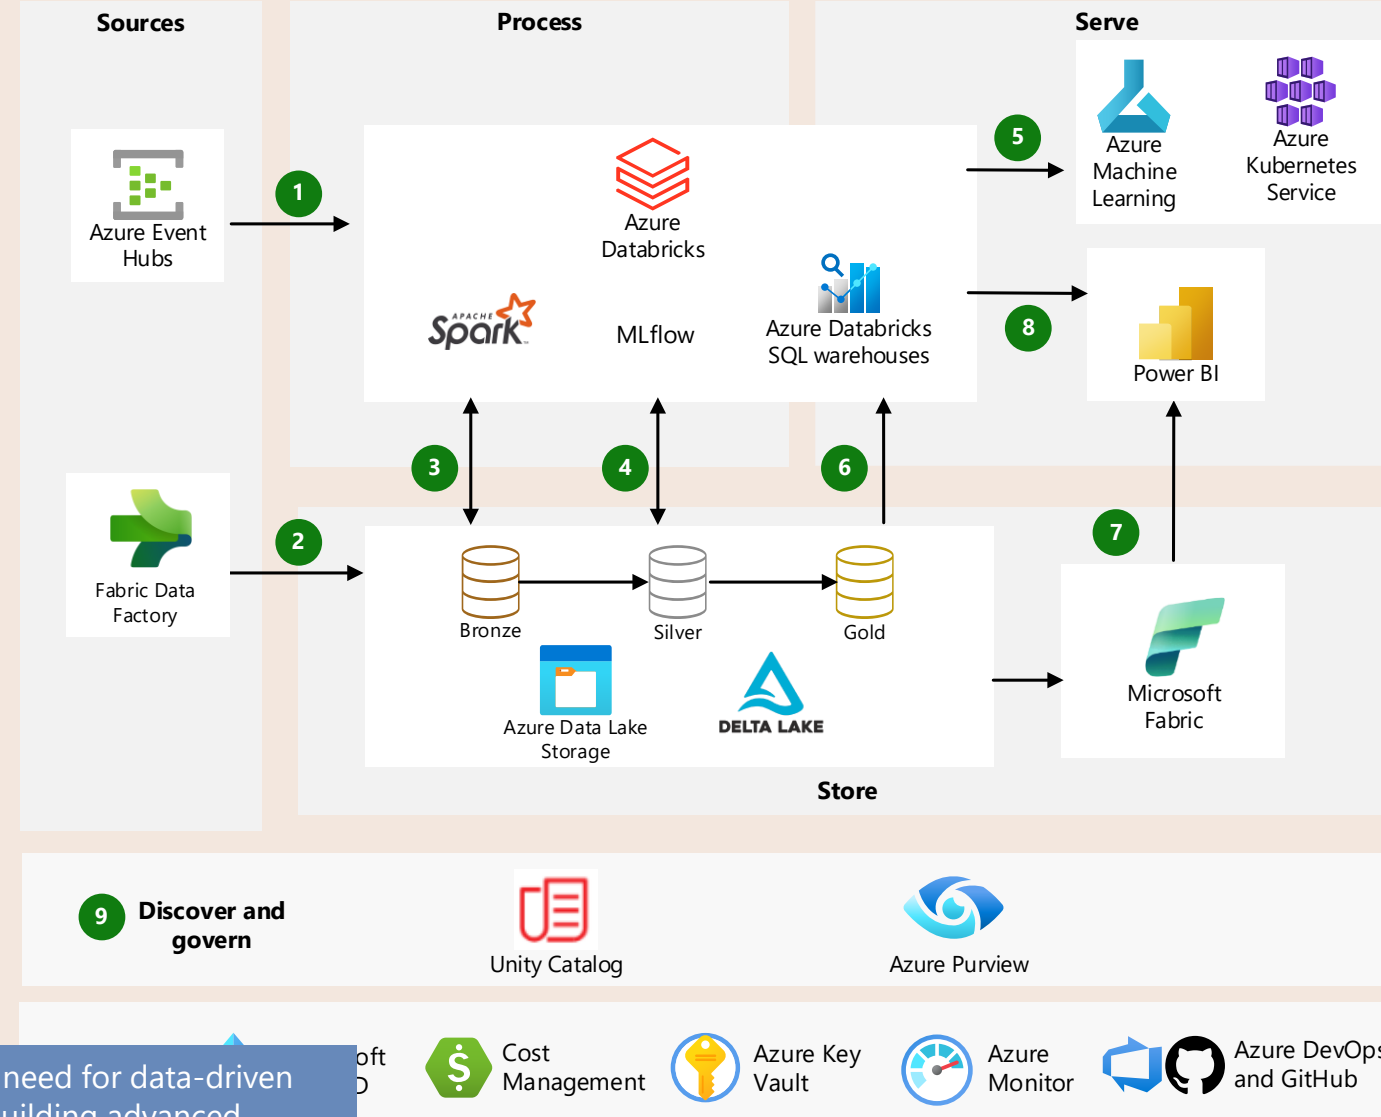 Sources
Process
Serve
Azure
Machine
Learning
Azure
Kubernetes
Service
5
1
Azure Event
Hubs
Azure
Databricks
APACHE
Spark
MLflow
Azure Databricks
SQL warehouses
8
Power BI
3
4
6
Fabric Data
Factory
2
7
Bronze
Silver
Gold
Azure Data Lake
Storage
DELTA LAKE
Microsoft
Fabric
Store
9
Discover and
govern
Unity Catalog
Azure Purview
oft
D
Cost
Management
Azure Key
Vault
Azure
Monitor
Azure DevOps
and GitHub
need for data-driven
uilding advanced